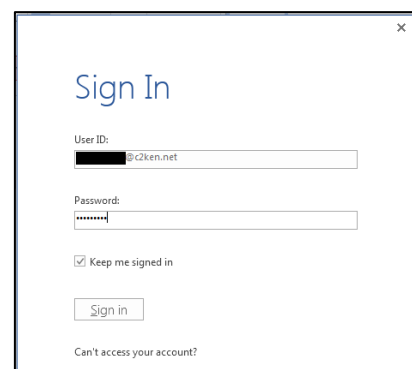 Sign In
User ID:
@c2ken.net
Password:
•••••••••
Keep me signed in
Sign in
Can't access your account?